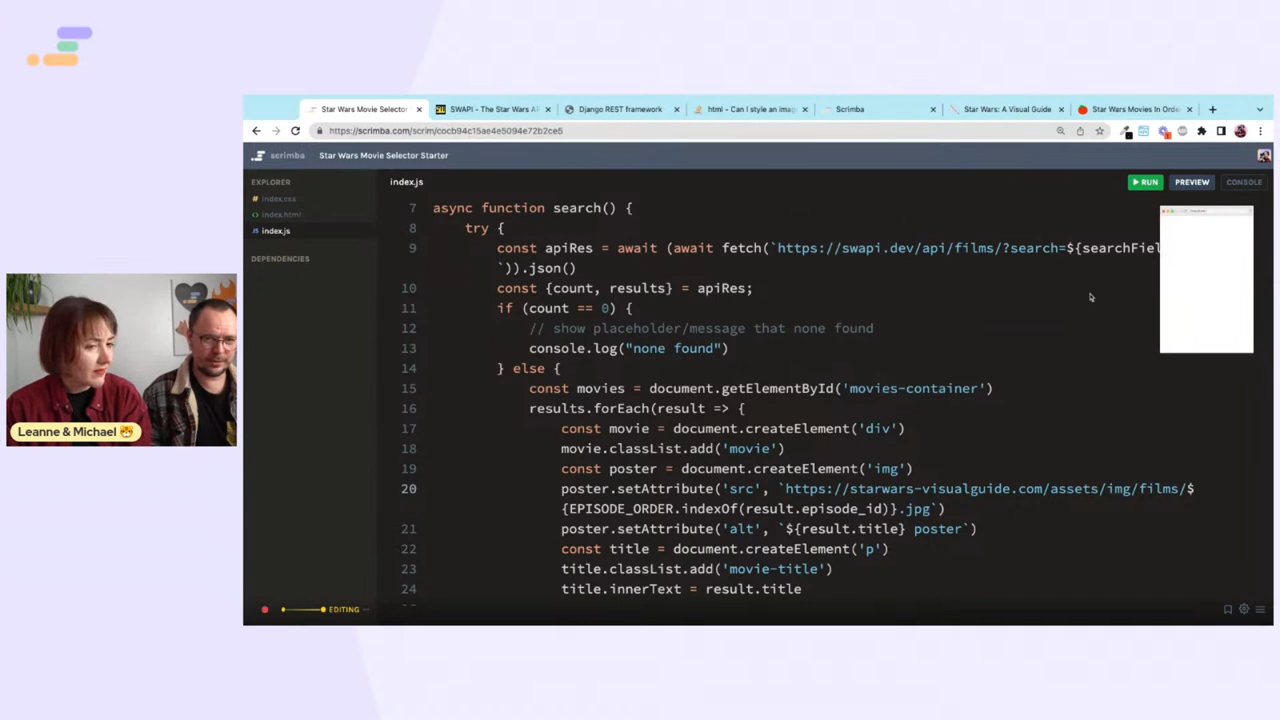 Star Wars Movie Selector
SWAPI - The Star Wars A
Django REST framework
html - Can I style an imag
Scrimba
Star Wars: A Visual Guide
Star Wars Movies In Orde
https://scrimba.com/scrim/cocb94c15ae4e5094e72b2ce5
scrimba
Star Wars Movie Selector Starter
EXPLORER
index.css
index.html
index.js
DEPENDENCIES
index.js
RUN
PREVIEW
CONSOLE
7 async function search() {
8 try {
9 const apiRes = await (await fetch(`https://swapi.dev/api/films/?search=${searchFiel
`)).json()
10 const {count, results} = apiRes;
11 if (count == 0) {
12 // show placeholder/message that none found
13 console.log("none found")
14 } else {
15 const movies = document.getElementById('movies-container')
16 results.forEach(result => {
17 const movie = document.createElement('div')
18 movie.classList.add('movie')
19 const poster = document.createElement('img')
20 poster.setAttribute('src', `https://starwars-visualguide.com/assets/img/films/$
{EPISODE_ORDER.indexOf(result.episode_id)}.jpg`)
21 poster.setAttribute('alt', `${result.title} poster`)
22 const title = document.createElement('p')
23 title.classList.add('movie-title')
24 title.innerText = result.title
EDITING
Leanne & Michael